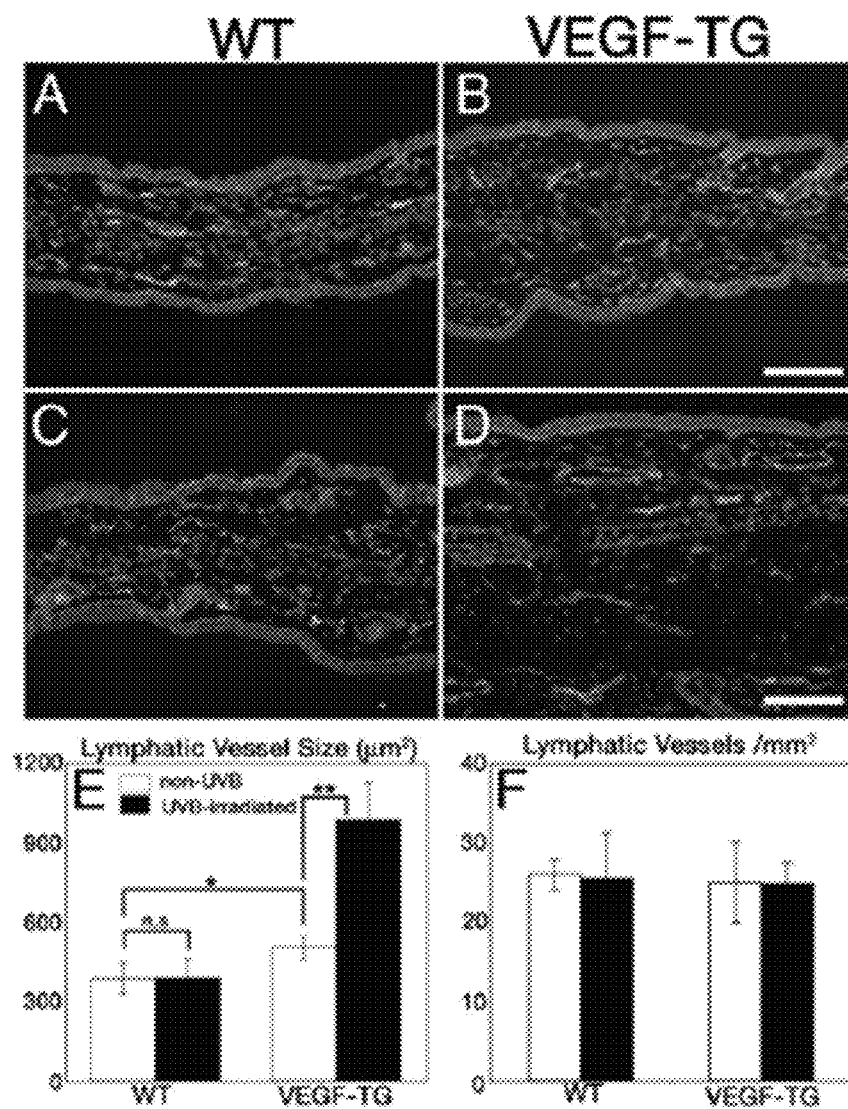 WT VEGF-TG
A B
C D
Lymphatic Vessel Size (μm²)
1200
900
600
300
0
E
non-UVB
UVB-irradiated
**
*
n.s
WT VEGF-TG
Lymphatic Vessels /mm²
40
30
20
10
0
F
WT VEGF-TG